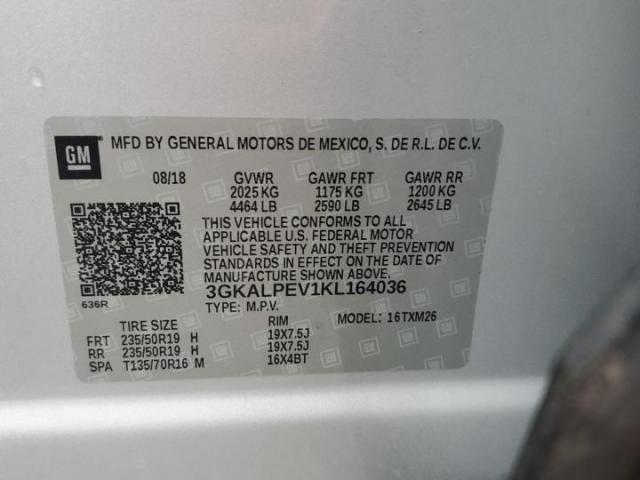 GM
MFD BY GENERAL MOTORS DE MEXICO, S. DE R.L. DE C.V.
08/18 GVWR GAWR FRT GAWR RR
2025 KG 1175 KG 1200 KG
4464 LB 2590 LB 2645 LB
THIS VEHICLE CONFORMS TO ALL
APPLICABLE U.S. FEDERAL MOTOR
VEHICLE SAFETY AND THEFT PREVENTION
STANDARDS IN EFFECT ON THE DATE OF
MANUFACTURE SHOWN ABOVE.
636R
3GKALPEV1KL164036
TYPE: M.P.V.
TIRE SIZE RIM MODEL: 16TXM26
FRT 235/50R19 H 19X7.5J
RR 235/50R19 H 19X7.5J
SPA T135/70R16 M 16X4BT